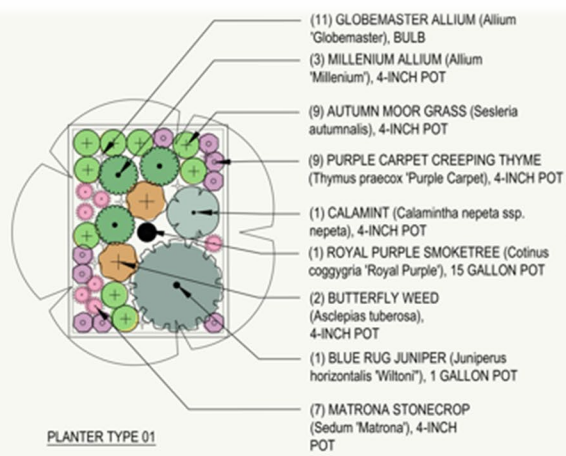 (11) GLOBEMASTER ALLIUM (Allium
'Globemaster), BULB
(3) MILLENIUM ALLIUM (Allium
'Millenium'), 4-INCH POT
(9) AUTUMN MOOR GRASS (Sesleria
autumnalis), 4-INCH POT
(9) PURPLE CARPET CREEPING THYME
(Thymus praecox 'Purple Carpet), 4-INCH POT
(1) CALAMINT (Calamintha nepeta ssp.
nepeta), 4-INCH POT
(1) ROYAL PURPLE SMOKETREE (Cotinus
coggygria 'Royal Purple'), 15 GALLON POT
(2) BUTTERFLY WEED
(Asclepias tuberosa),
4-INCH POT
(1) BLUE RUG JUNIPER (Juniperus
horizontalis 'Wiltoni"), 1 GALLON POT
(7) MATRONA STONECROP
(Sedum 'Matrona'), 4-INCH
POT
PLANTER TYPE 01